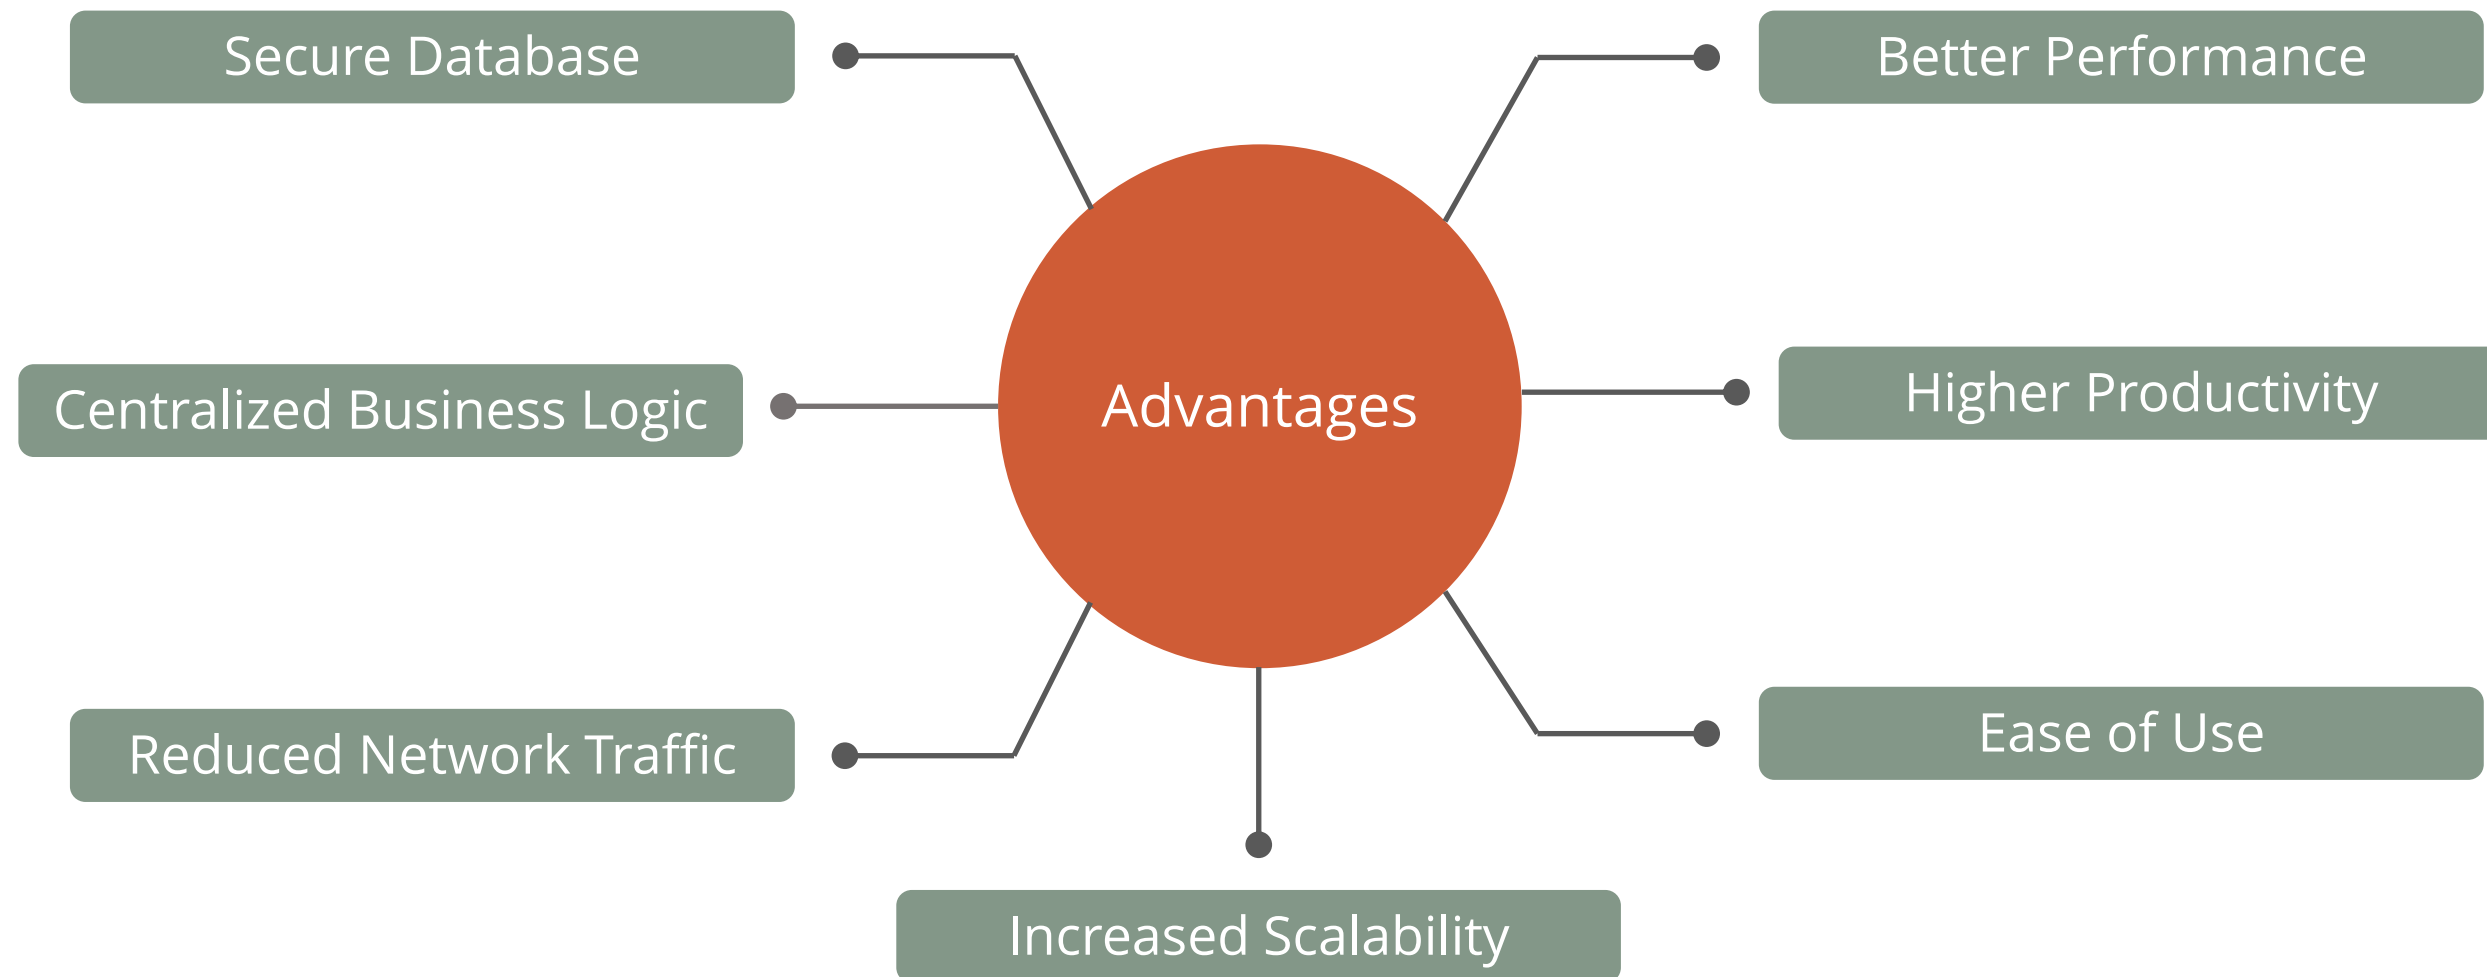 Secure Database
Better Performance
Centralized Business Logic
Advantages
Higher Productivity
Reduced Network Traffic
Ease of Use
Increased Scalability